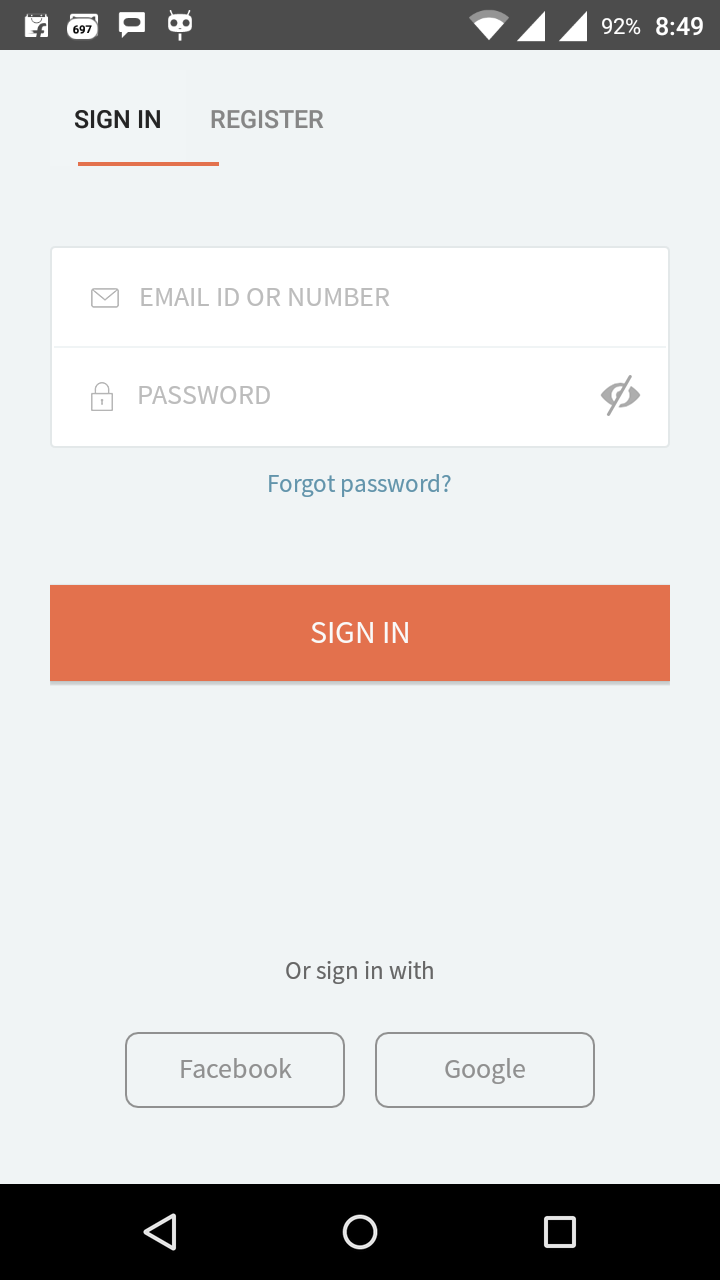 697 92% 8:49
SIGN IN REGISTER
EMAIL ID OR NUMBER
PASSWORD
Forgot password?
SIGN IN
Or sign in with
Facebook Google